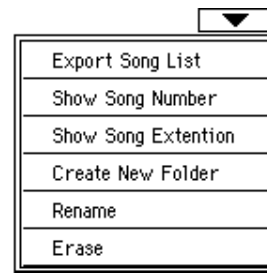 Export Song List
Show Song Number
Show Song Extention
Create New Folder
Rename
Erase